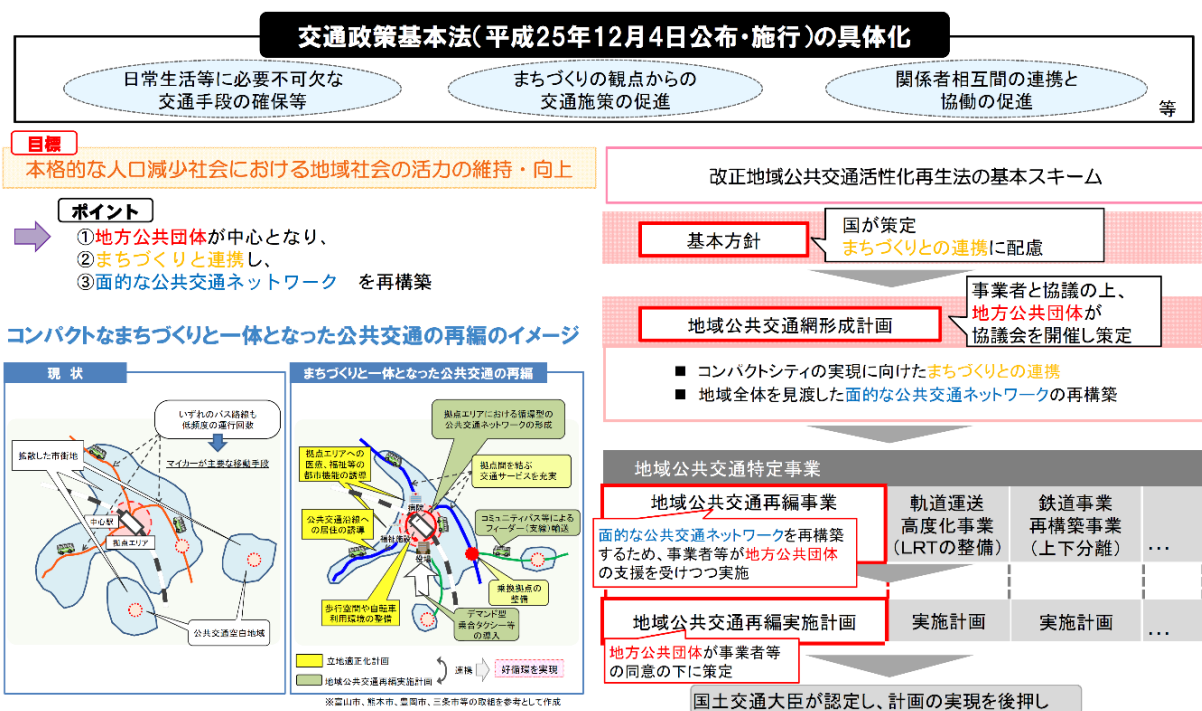 交通政策基本法(平成25年12月4日公布・施行)の具体化
日常生活等に必要不可欠な
交通手段の確保等
まちづくりの観点からの
交通施策の促進
関係者相互間の連携と
協働の促進
等
目標
本格的な人口減少社会における地域社会の活力の維持・向上
ポイント
①地方公共団体が中心となり、
②まちづくりと連携し、
③面的な公共交通ネットワーク を再構築
コンパクトなまちづくりと一体となった公共交通の再編のイメージ
現 状
いずれのバス路線も
低頻度の運行回数
拡散した市街地
マイカーが主要な移動手段
中心駅
拠点エリア
公共交通空白地域
まちづくりと一体となった公共交通の再編
拠点エリアにおける循環型の
公共交通ネットワークの形成
拠点エリアへの
医療、福祉等の
都市機能の誘導
拠点間を結ぶ
交通サービスを充実
病院
公共交通沿線へ
の居住の誘導
コミュニティバス等による
フィーダー(支線)輸送
福祉施設
役場
乗換拠点の
整備
歩行空間や自転車
利用環境の整備
デマンド型
乗合タクシー等
の導入
立地適正化計画
地域公共交通再編実施計画
連携
好循環を実現
※富山市、熊本市、豊岡市、三条市等の取組を参考として作成
改正地域公共交通活性化再生法の基本スキーム
基本方針
国が策定
まちづくりとの連携に配慮
地域公共交通網形成計画
事業者と協議の上、
地方公共団体が
協議会を開催し策定
■ コンパクトシティの実現に向けたまちづくりとの連携
■ 地域全体を見渡した面的な公共交通ネットワークの再構築
地域公共交通特定事業
地域公共交通再編事業
面的な公共交通ネットワークを再構築
するため、事業者等が地方公共団体
の支援を受けつつ実施
軌道運送
高度化事業
(LRTの整備)
鉄道事業
再構築事業
(上下分離)
…
地域公共交通再編実施計画
実施計画
実施計画
…
地方公共団体が事業者等
の同意の下に策定
国土交通大臣が認定し、計画の実現を後押し